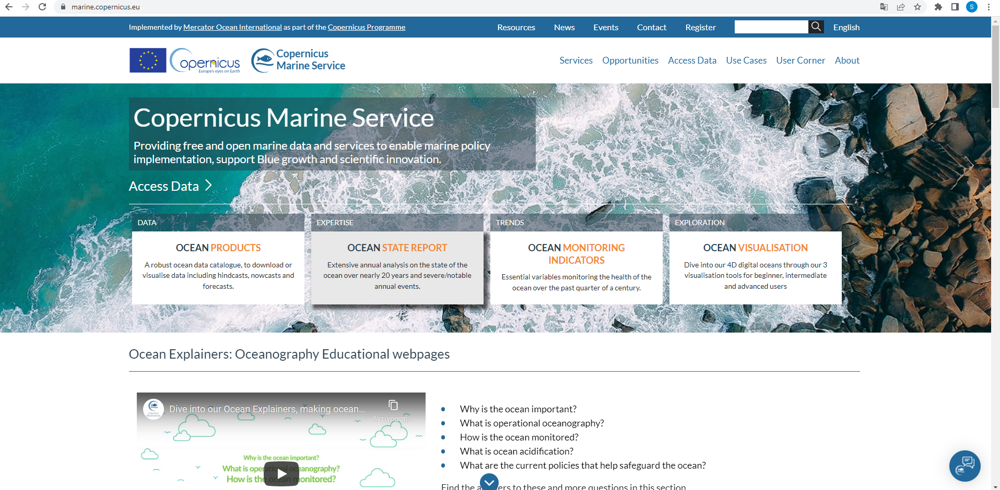 marine.copernicus.eu
S
Implemented by Mercator Ocean International as part of the Copernicus Programme
Resources News Events Contact Register English
opernicus
Europe's eyes on Earth
Copernicus
Marine Service
Services Opportunities Access Data Use Cases User Corner About
Copernicus Marine Service
Providing free and open marine data and services to enable marine policy
implementation, support Blue growth and scientific innovation.
Access Data
DATA
OCEAN PRODUCTS
A robust ocean data catalogue, to download or
visualise data including hindcasts, nowcasts and
forecasts.
EXPERTISE
OCEAN STATE REPORT
Extensive annual analysis on the state of the
ocean over nearly 20 years and severe/notable
annual events.
TRENDS
OCEAN MONITORING
INDICATORS
Essential variables monitoring the health of the
ocean over the past quarter of a century.
EXPLORATION
OCEAN VISUALISATION
Dive into our 4D digital oceans through our 3
visualisation tools for beginner, intermediate
and advanced users
Ocean Explainers: Oceanography Educational webpages
Dive into our Ocean Explainers, making ocean...
Αντιγραφή...
Why is the ocean important?
What is oceanography?
How is the ocean monitored?
Why is the ocean important?
What is operational oceanography?
How is the ocean monitored?
What is ocean acidification?
What are the current policies that help safeguard the ocean?
Find the to these and more questions in this section